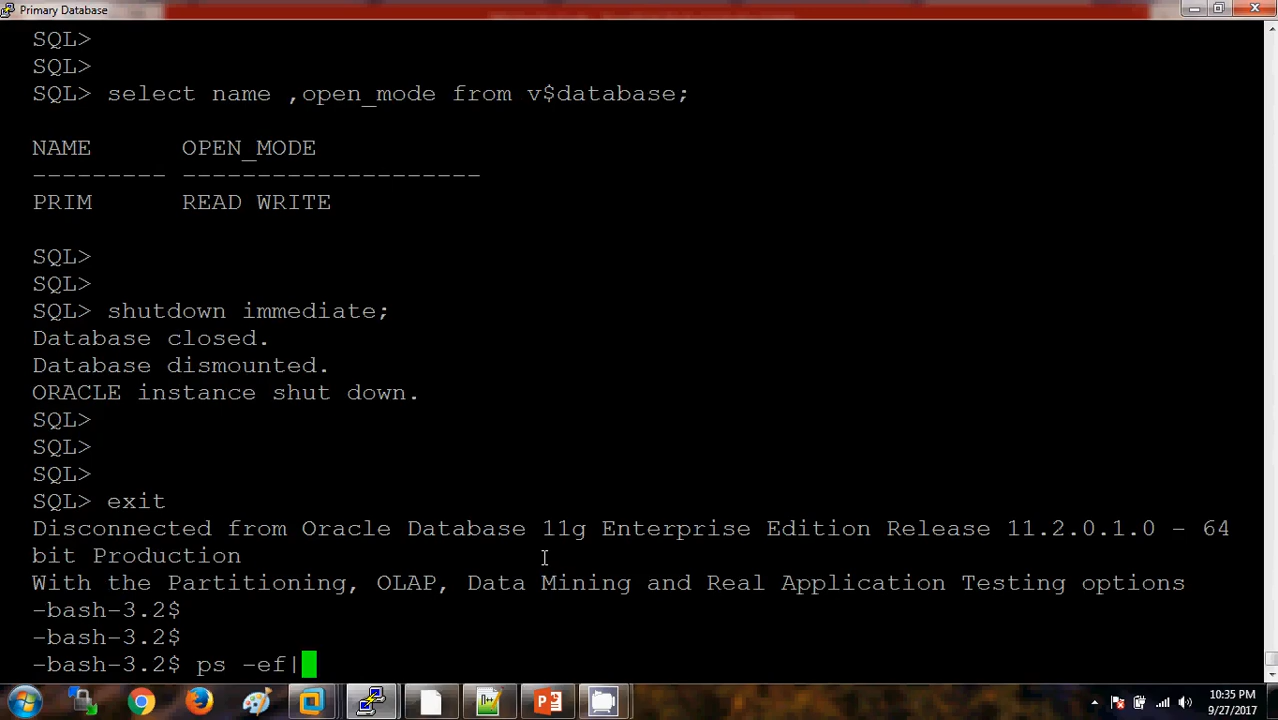 Primary Database
SQL>
SQL>
SQL> select name ,open_mode from v$database;
NAME      OPEN_MODE
--------- --------------------
PRIM      READ WRITE
SQL>
SQL>
SQL> shutdown immediate;
Database closed.
Database dismounted.
ORACLE instance shut down.
SQL>
SQL>
SQL>
SQL> exit
Disconnected from Oracle Database 11g Enterprise Edition Release 11.2.0.1.0 - 64
bit Production
With the Partitioning, OLAP, Data Mining and Real Application Testing options
-bash-3.2$
-bash-3.2$
-bash-3.2$ ps -ef|
10:35 PM
9/27/2017